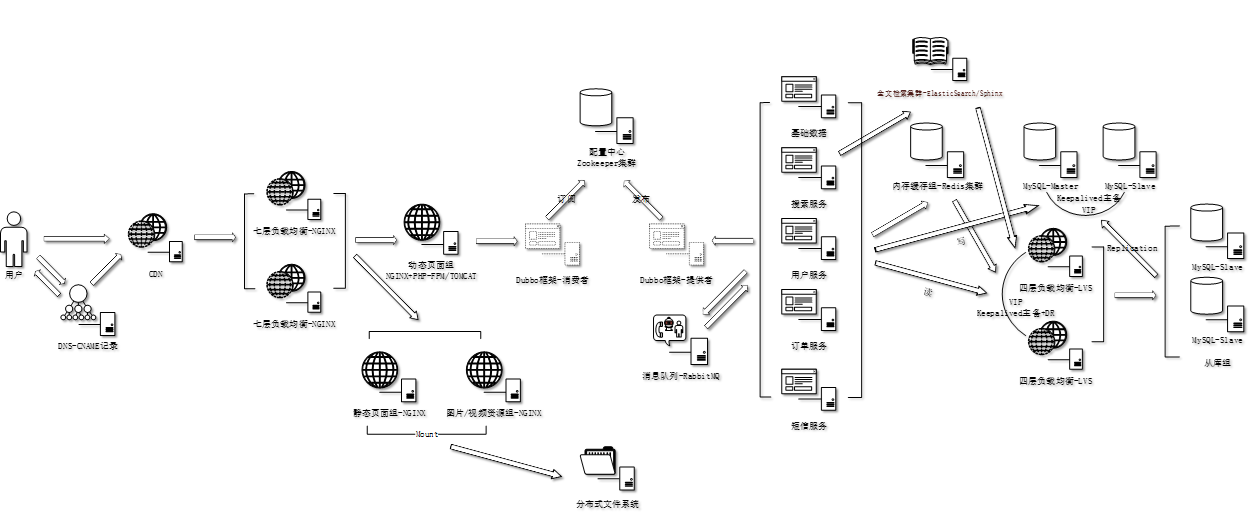 用户
CDN
DNS-CNAME记录
七层负载均衡-NGINX
七层负载均衡-NGINX
动态页面组
NGINX+PHP-FPM/TOMCAT
静态页面组-NGINX
图片/视频资源组-NGINX
Mount
分布式文件系统
配置中心
Zookeeper集群
订阅
发布
Dubbo框架-消费者
Dubbo框架-提供者
消息队列-RabbitMQ
基础数据
搜索服务
用户服务
订单服务
短信服务
全文检索集群-ElasticSearch/Sphinx
内存缓存组-Redis集群
写
读
MySQL-Master
MySQL-Slave
Keepalived主备
VIP
Replication
四层负载均衡-LVS
VIP
Keepalived主备+DR
四层负载均衡-LVS
MySQL-Slave
MySQL-Slave
从库组